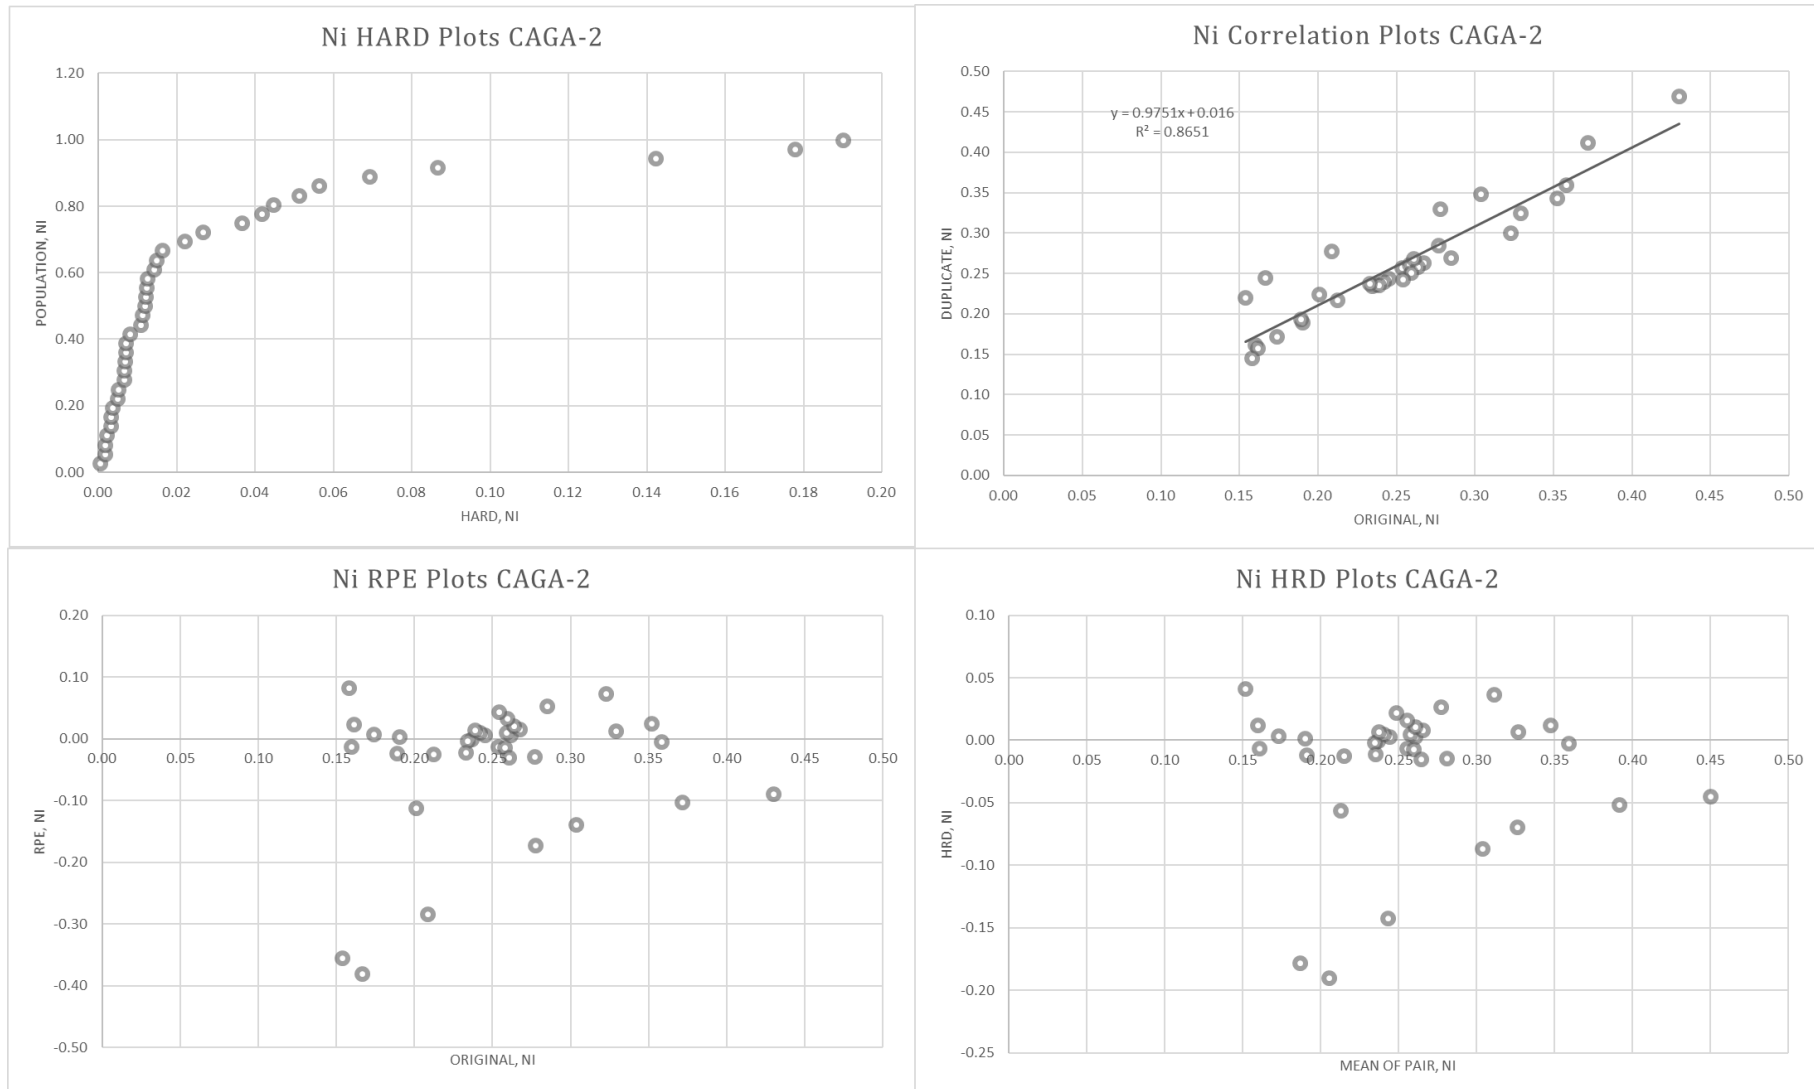 Ni HARD Plots CAGA-2
1.20
1.00
0.80
0.60
0.40
0.20
0.00
POPULATION, NI
0.00 0.02 0.04 0.06 0.08 0.10 0.12 0.14 0.16 0.18 0.20
HARD, NI
Ni Correlation Plots CAGA-2
0.50
0.45
0.40
0.35
0.30
0.25
0.20
0.15
0.10
0.05
0.00
DUPLICATE, NI
y = 0.9751x + 0.016
R² = 0.8651
0.00 0.05 0.10 0.15 0.20 0.25 0.30 0.35 0.40 0.45 0.50
ORIGINAL, NI
Ni RPE Plots CAGA-2
0.20
0.10
0.00
-0.10
-0.20
-0.30
-0.40
-0.50
RPE, NI
0.00 0.05 0.10 0.15 0.20 0.25 0.30 0.35 0.40 0.45 0.50
ORIGINAL, NI
Ni HRD Plots CAGA-2
0.10
0.05
0.00
-0.05
-0.10
-0.15
-0.20
-0.25
HRD, NI
0.00 0.05 0.10 0.15 0.20 0.25 0.30 0.35 0.40 0.45 0.50
MEAN OF PAIR, NI